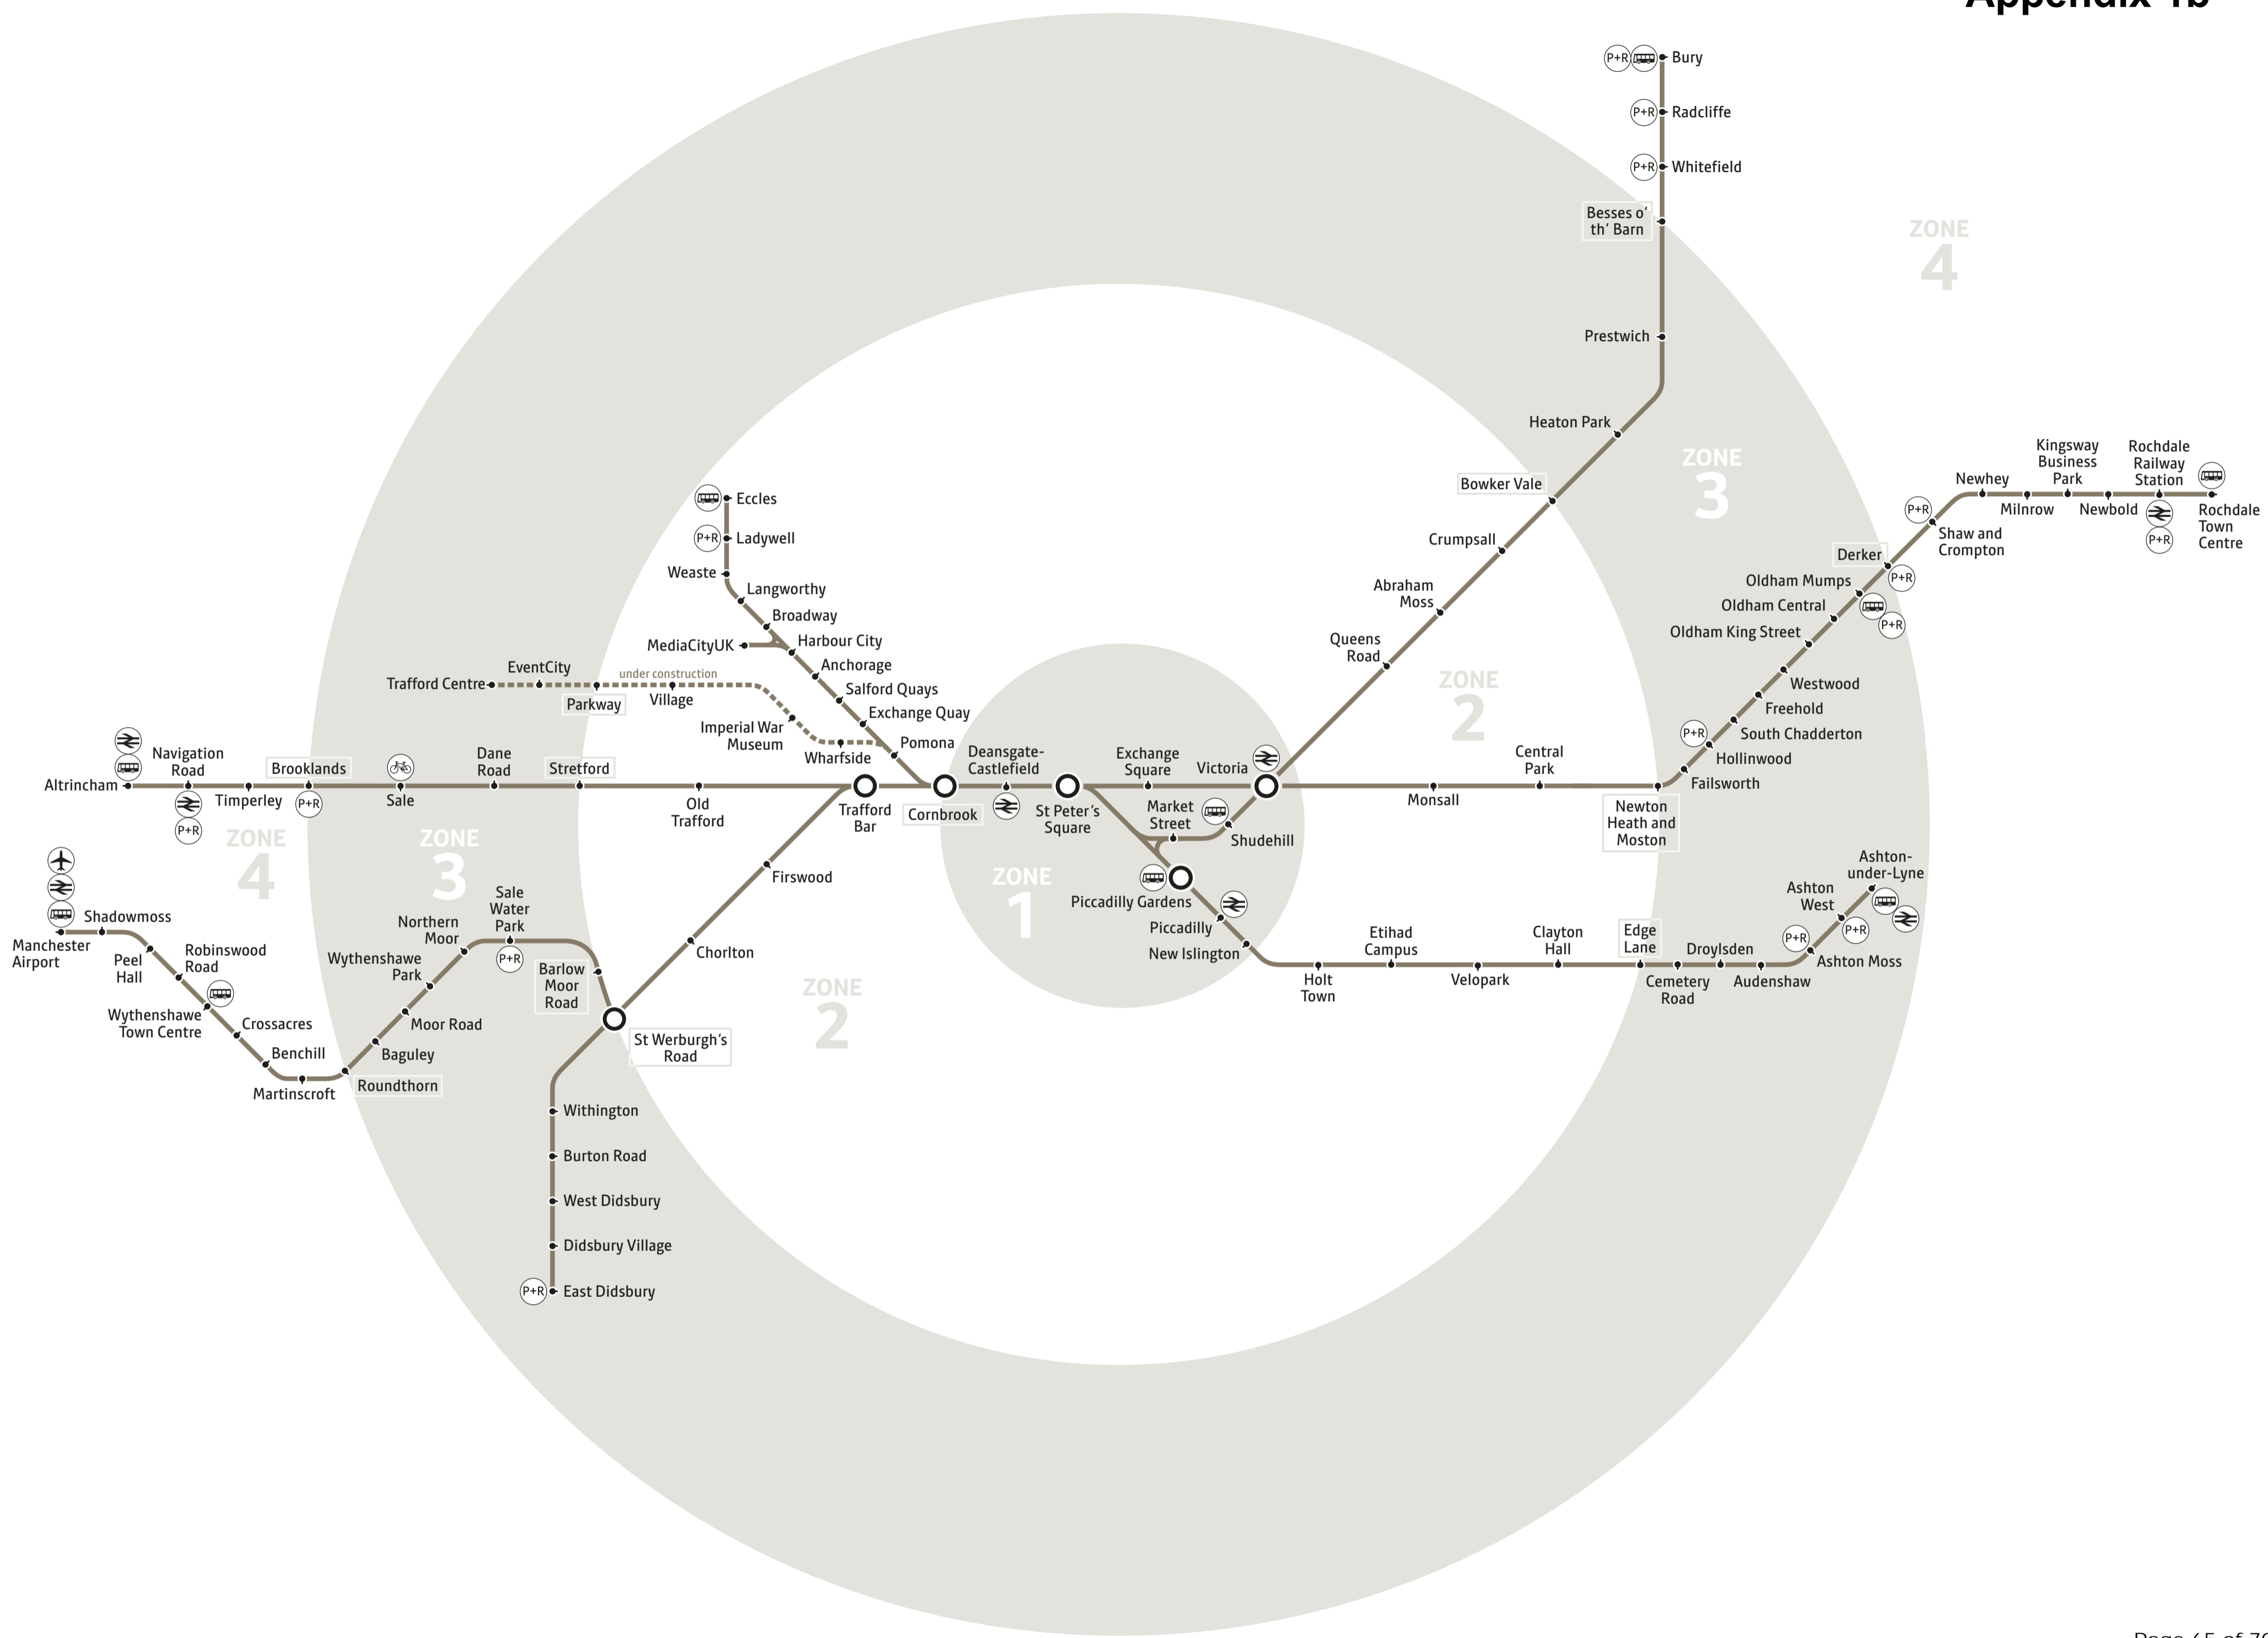 Appendix 1b
P+R
Bury
P+R
Radcliffe
P+R
Whitefield
Besses o'
th' Barn
ZONE
4
Prestwich
Heaton Park
ZONE
3
Bowker Vale
Crumpsall
Abraham
Moss
Queens
Road
ZONE
2
Newhey
Milnrow
Kingsway
Business
Park
Newbold
Rochdale
Railway
Station
P+R
Rochdale
Town
Centre
P+R
Shaw and
Crompton
Derker
P+R
Oldham Mumps
P+R
Oldham Central
Oldham King Street
Westwood
Freehold
South Chadderton
P+R
Hollinwood
Failsworth
Newton
Heath and
Moston
Central
Park
Monsall
Eccles
P+R
Ladywell
Weaste
Langworthy
Broadway
MediaCityUK
Harbour City
Anchorage
Salford Quays
Exchange Quay
Pomona
Trafford Centre
EventCity
Parkway
under construction
Village
Imperial War
Museum
Wharfside
Altrincham
Navigation
Road
P+R
Timperley
Brooklands
P+R
Sale
Dane
Road
Stretford
Old
Trafford
Trafford
Bar
Cornbrook
Deansgate-
Castlefield
St Peter's
Square
Exchange
Square
Victoria
Market
Street
Shudehill
ZONE
1
Piccadilly Gardens
Piccadilly
New Islington
Holt
Town
Etihad
Campus
Velopark
Clayton
Hall
Edge
Lane
Cemetery
Road
Droylsden
Audenshaw
P+R
Ashton Moss
Ashton
West
P+R
Ashton-
under-Lyne
ZONE
4
ZONE
3
Firswood
Chorlton
ZONE
2
Manchester
Airport
Shadowmoss
Peel
Hall
Robinswood
Road
Wythenshawe
Town Centre
Crossacres
Benchill
Martinscroft
Roundthorn
Baguley
Moor Road
Wythenshawe
Park
Northern
Moor
Sale
Water
Park
P+R
Barlow
Moor
Road
St Werburgh's
Road
Withington
Burton Road
West Didsbury
Didsbury Village
P+R
East Didsbury